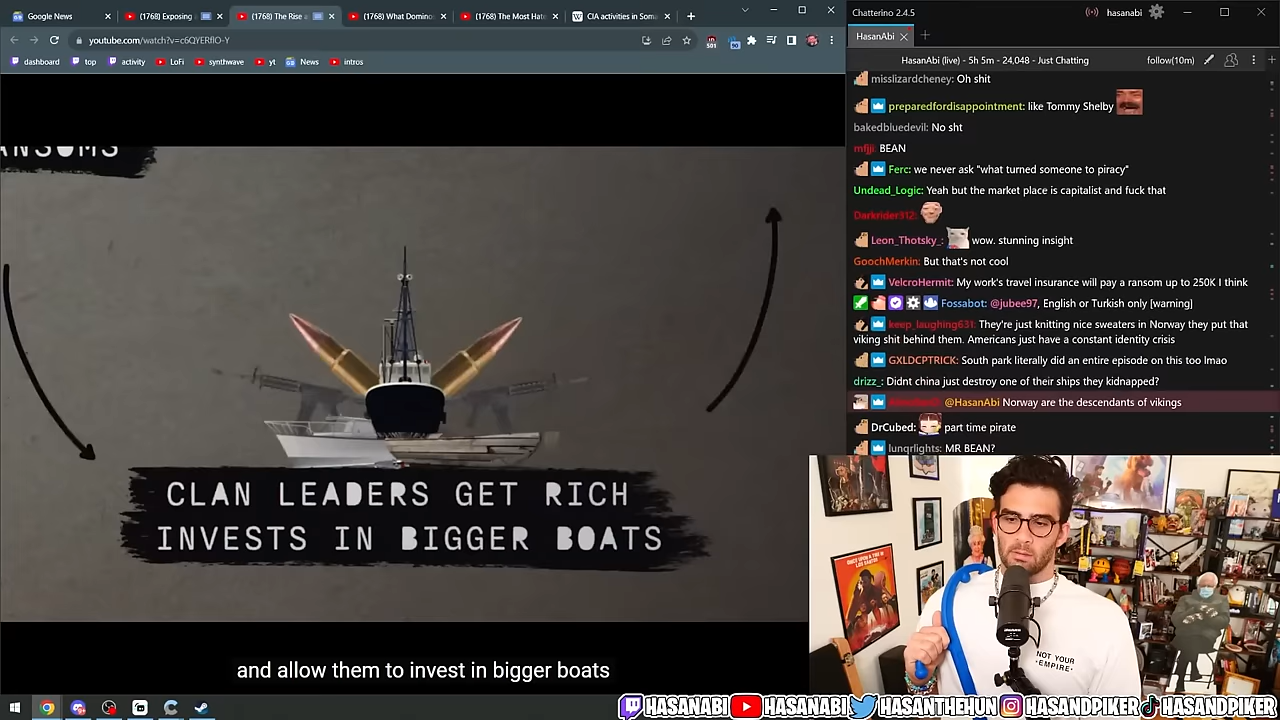 Google News
(1768) Exposing
(1768) The Rise a
(1768) What Domino
(1768) The Most Hate
CIA activities in Soma
youtube.com/watch?v=c6QYERflO-Y
501
90
dashboard
top
activity
LoFi
synthwave
yt
News
intros
ANSOMS
CLAN LEADERS GET RICH
INVESTS IN BIGGER BOATS
and allow them to invest in bigger boats
Chatterino 2.4.5
hasanabi
HasanAbi
HasanAbi (live) - 5h 5m - 24,048 - Just Chatting
follow(10m)
misslizardcheney: Oh shit
preparedfordisappointment: like Tommy Shelby
bakedbluedevil: No sht
mfjji: BEAN
Ferc: we never ask "what turned someone to piracy"
Undead_Logic: Yeah but the market place is capitalist and fuck that
Darkrider312:
Leon_Thotsky_: wow. stunning insight
GoochMerkin: But that's not cool
VelcroHermit: My work's travel insurance will pay a ransom up to 250K I think
Fossabot: @jubee97, English or Turkish only [warning]
keep_laughing631: They're just knitting nice sweaters in Norway they put that
viking shit behind them. Americans just have a constant identity crisis
GXLDCPTRICK: South park literally did an entire episode on this too lmao
drizz_: Didnt china just destroy one of their ships they kidnapped?
@HasanAbi Norway are the descendants of vikings
DrCubed: part time pirate
lunqrlights: MR BEAN?
NOT YOUR
-EMPIRE-
HASANABI
HASANABI
HASANTHEHUN
HASANDPIKER
HASANDPIKER